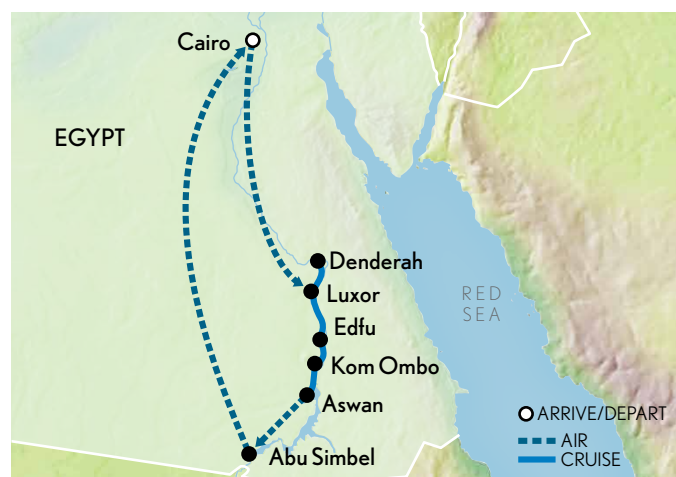 Cairo
EGYPT
Denderah
Luxor
RED
SEA
Edfu
Kom Ombo
Aswan
Abu Simbel
ARRIVE/DEPART
AIR
CRUISE